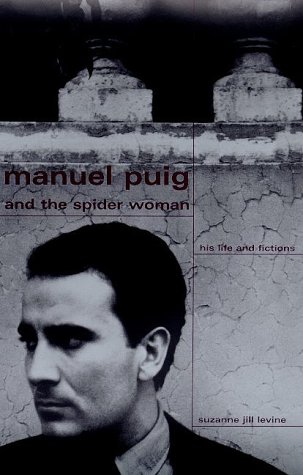 manuel puig
and the spider woman
his life and fictions
suzanne jill levine